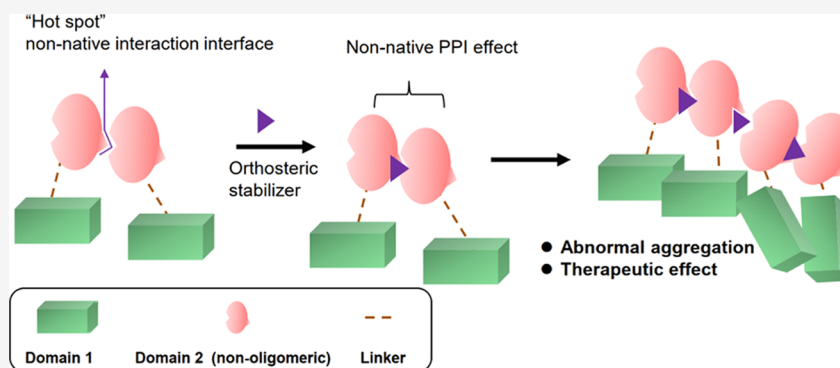 “Hot spot”
non-native interaction interface
Orthosteric
stabilizer
Non-native PPI effect
● Abnormal aggregation
● Therapeutic effect
Domain 1
Domain 2 (non-oligomeric)
Linker